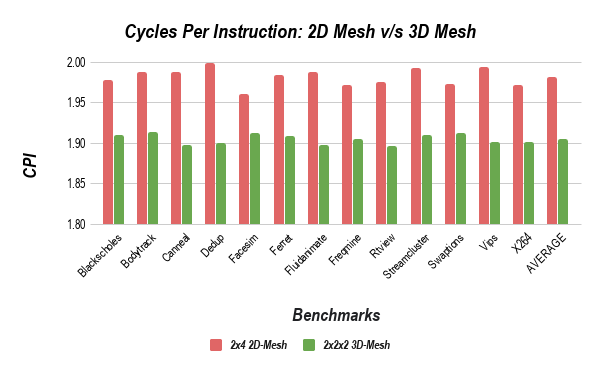 Cycles Per Instruction: 2D Mesh v/s 3D Mesh
2.00
1.95
1.90
1.85
1.80
CPI
Blackscholes
Bodytrack
Canneal
Dedup
Facesim
Ferret
Fluidanimate
Freqmine
Rtview
Streamcluster
Swaptions
Vips
X264
AVERAGE
Benchmarks
2x4 2D-Mesh
2x2x2 3D-Mesh